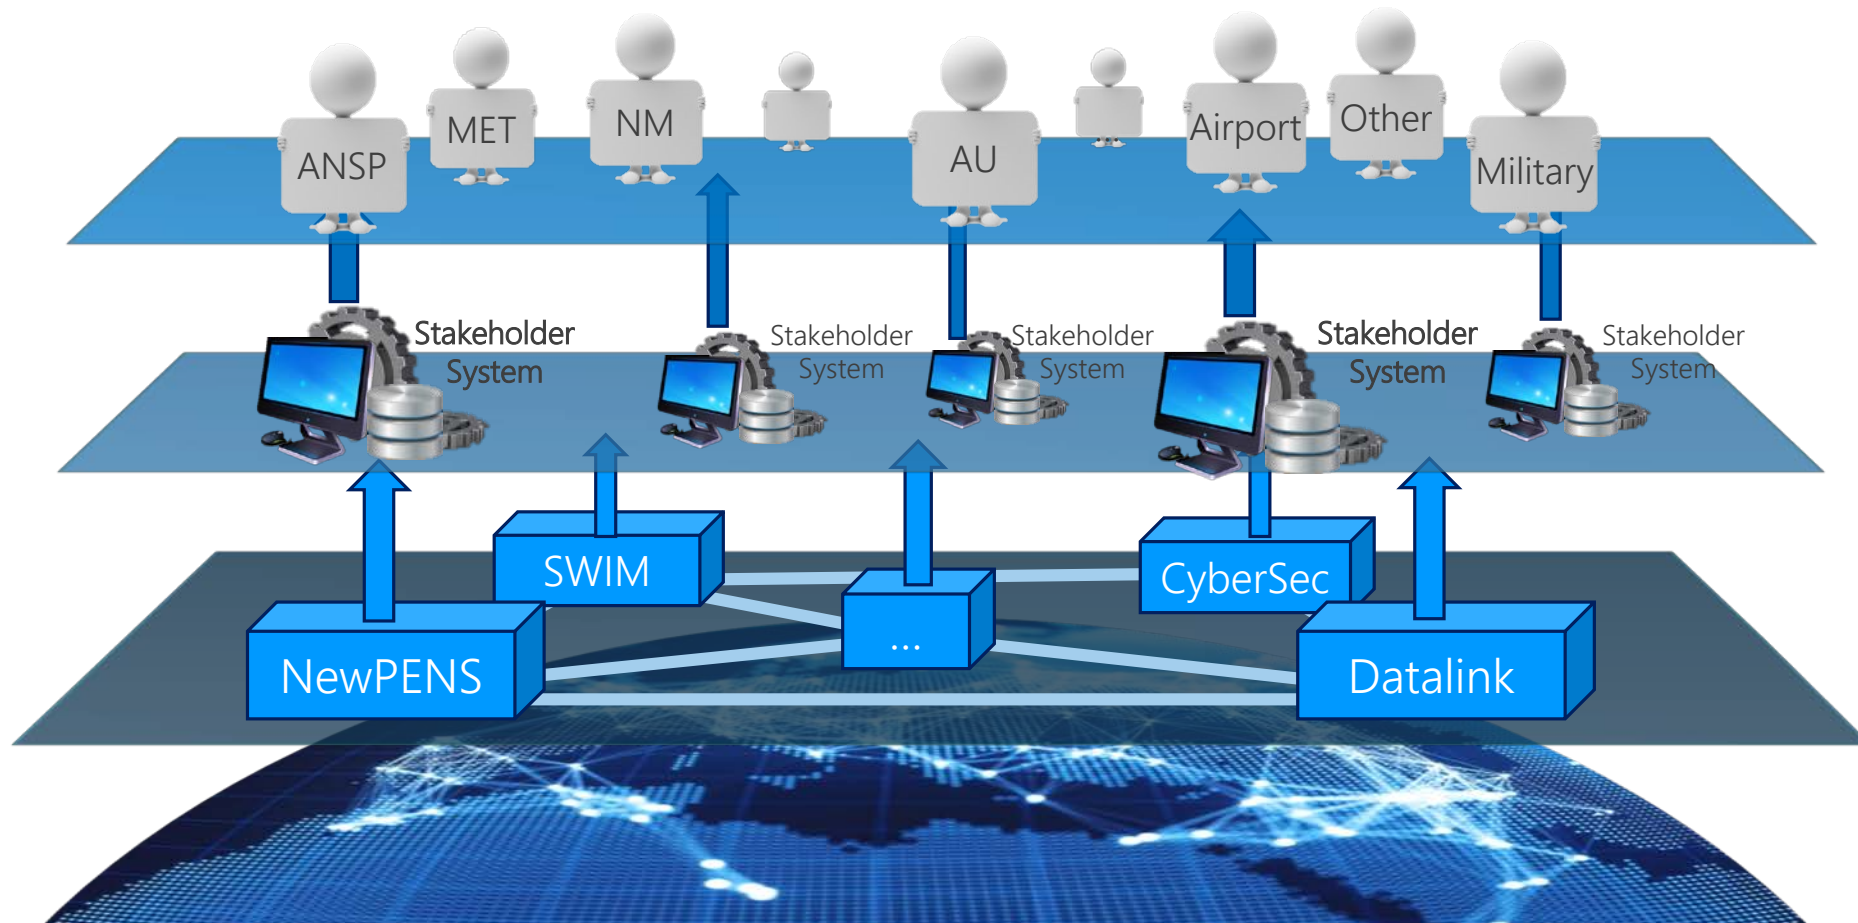 ANSP
MET
NM
AU
Airport
Other
Military
Stakeholder
System
Stakeholder
System
Stakeholder
System
Stakeholder
System
Stakeholder
System
SWIM
CyberSec
...
NewPENS
Datalink